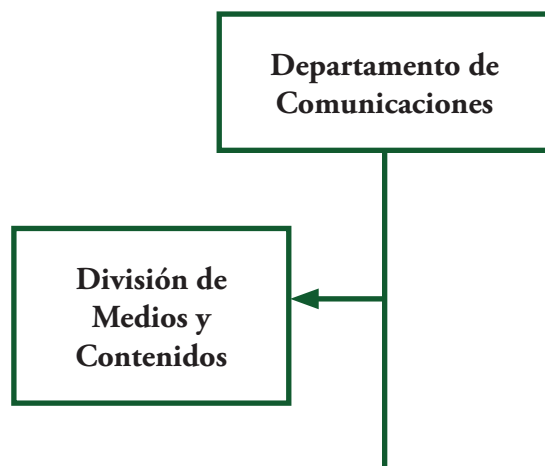 Departamento de
Comunicaciones
División de
Medios y
Contenidos